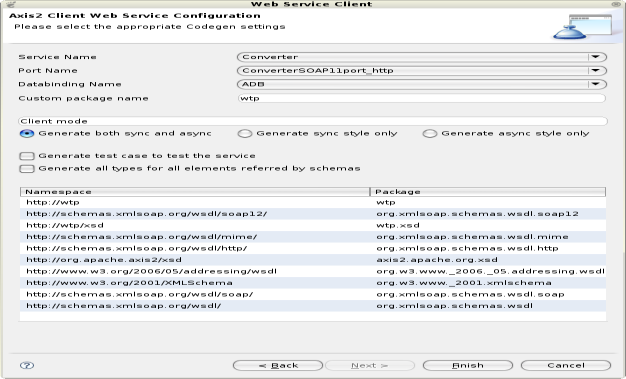 Web Service Client
Axis2 Client Web Service Configuration
Please select the appropriate Codegen settings
Service Name Converter
Port Name ConverterSOAP11port_http
Databinding Name ADB
Custom package name wtp
Client mode
Generate both sync and async Generate sync style only Generate async style only
Generate test case to test the service
Generate all types for all elements referred by schemas
Namespace Package
http://wtp wtp
http://schemas.xmlsoap.org/wsdl/soap12/ org.xmlsoap.schemas.wsdl.soap12
http://wtp/xsd wtp.xsd
http://schemas.xmlsoap.org/wsdl/mime/ org.xmlsoap.schemas.wsdl.mime
http://schemas.xmlsoap.org/wsdl/http/ org.xmlsoap.schemas.wsdl.http
http://org.apache.axis2/xsd axis2.apache.org.xsd
http://www.w3.org/2006/05/addressing/wsdl org.w3.www._2006._05.addressing.wsdl
http://www.w3.org/2001/XMLSchema org.w3.www._2001.xmlschema
http://schemas.xmlsoap.org/wsdl/soap/ org.xmlsoap.schemas.wsdl.soap
http://schemas.xmlsoap.org/wsdl/ org.xmlsoap.schemas.wsdl
? < Back Next > Finish Cancel